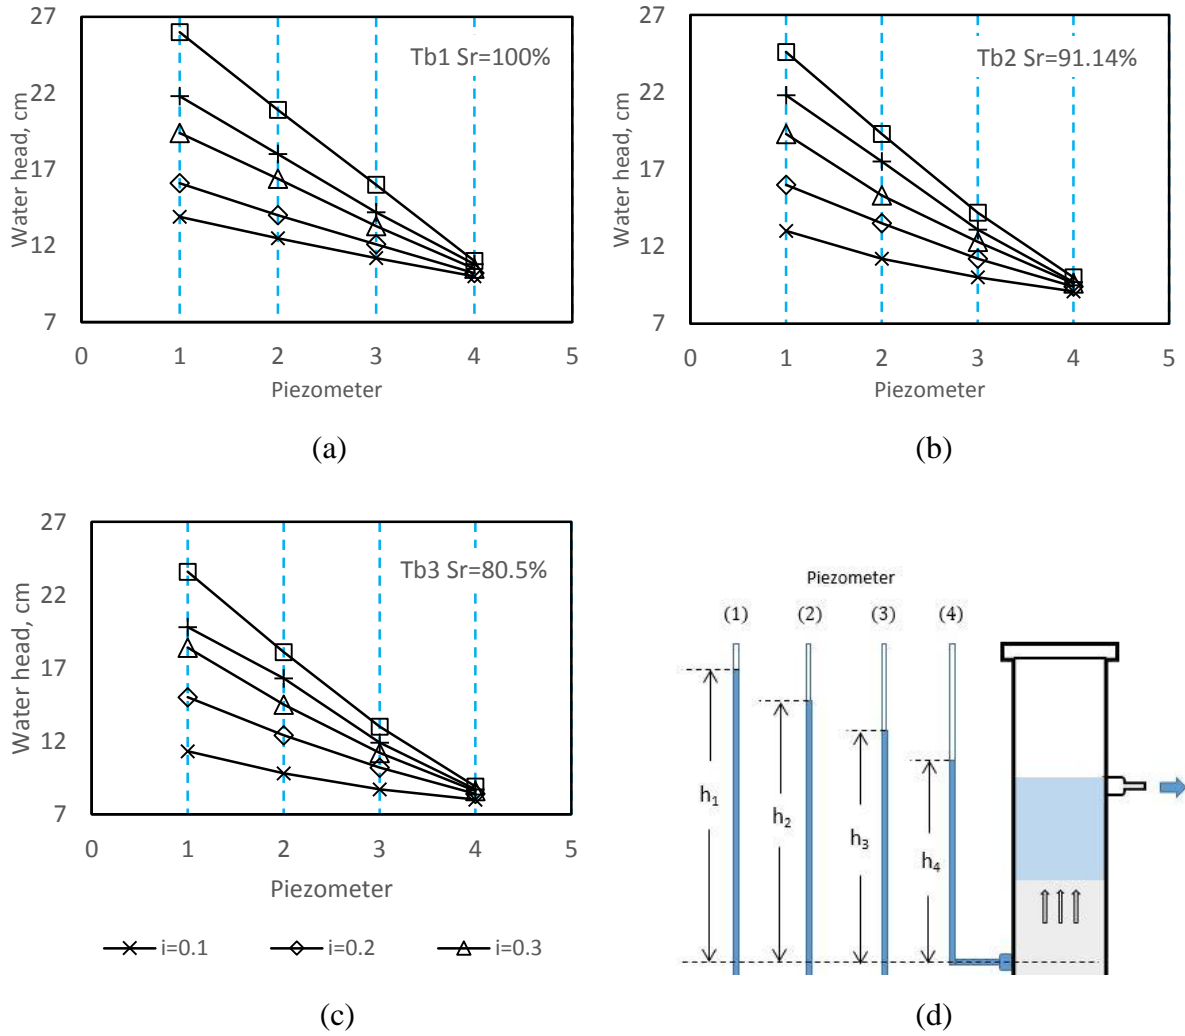 27
22
17
12
7
Water head, cm
Tb1 Sr=100%
0 1 2 3 4 5
Piezometer
(a)
27
22
17
12
7
Water head, cm
Tb2 Sr=91.14%
0 1 2 3 4 5
Piezometer
(b)
27
22
17
12
7
Water head, cm
Tb3 Sr=80.5%
0 1 2 3 4 5
Piezometer
i=0.1 i=0.2 i=0.3
(c)
Piezometer
(1) (2) (3) (4)
h₁ h₂ h₃ h₄
(d)